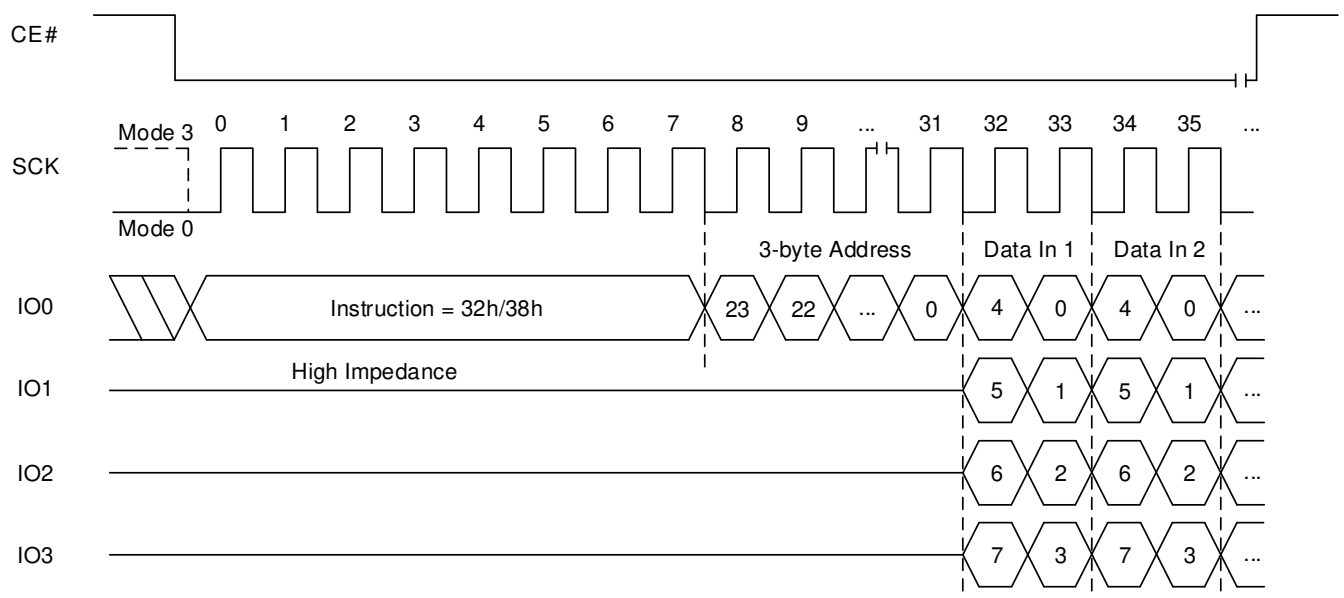 CE#
Mode 3 0 1 2 3 4 5 6 7 8 9 ... 31 32 33 34 35 ...
SCK
Mode 0
3-byte Address Data In 1 Data In 2
IO0 Instruction = 32h/38h 23 22 ... 0 4 0 4 0 ...
High Impedance
IO1 5 1 5 1 ...
IO2 6 2 6 2 ...
IO3 7 3 7 3 ...